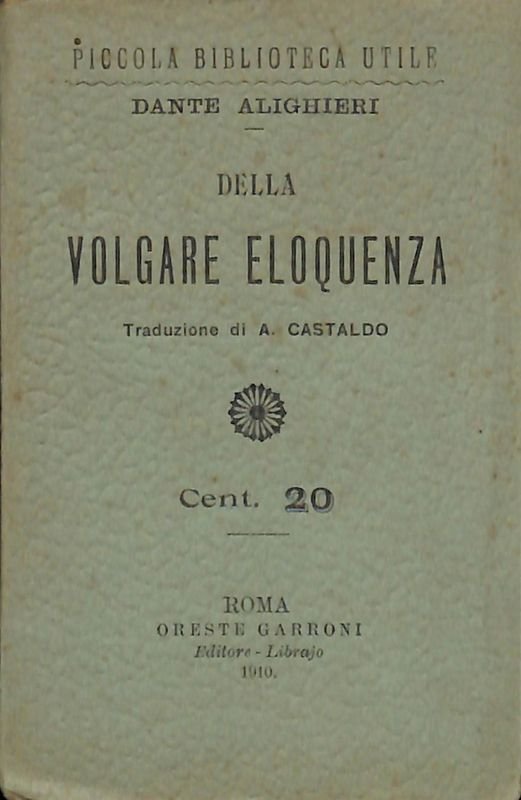 PICCOLA BIBLIOTECA UTILE
DANTE ALIGHIERI
DELLA
VOLGARE ELOQUENZA
Traduzione di A. CASTALDO
Cent. 20
ROMA
ORESTE GARRONI
Editore - Librajo
1910.